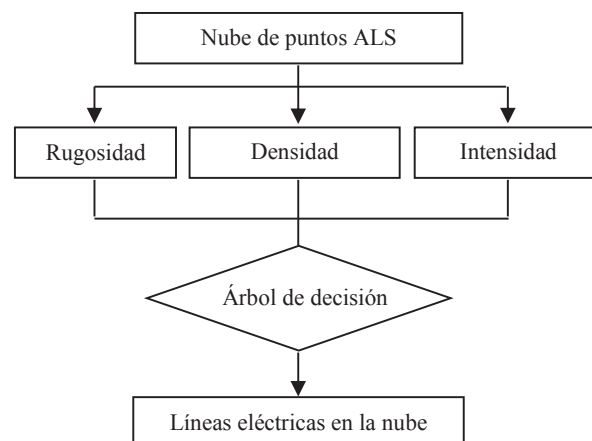 Nube de puntos ALS
Rugosidad
Densidad
Intensidad
Árbol de decisión
Líneas eléctricas en la nube